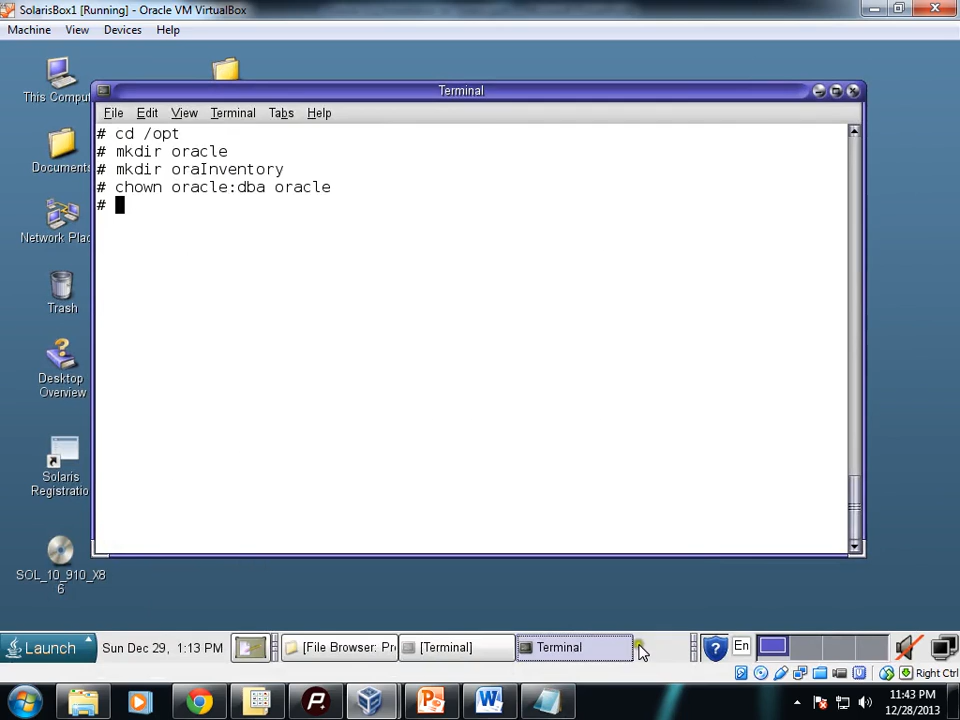 SolarisBox1 [Running] - Oracle VM VirtualBox
Machine View Devices Help
This Compu
Terminal
File Edit View Terminal Tabs Help
# cd /opt
# mkdir oracle
# mkdir oraInventory
# chown oracle:dba oracle
#
Documents
Network Plac
Trash
Desktop
Overview
Solaris
Registratio
SOL_10_910_X8
6
Launch Sun Dec 29, 1:13 PM [File Browser: Pr [Terminal] Terminal En
Right Ctrl
11:43 PM
12/28/2013